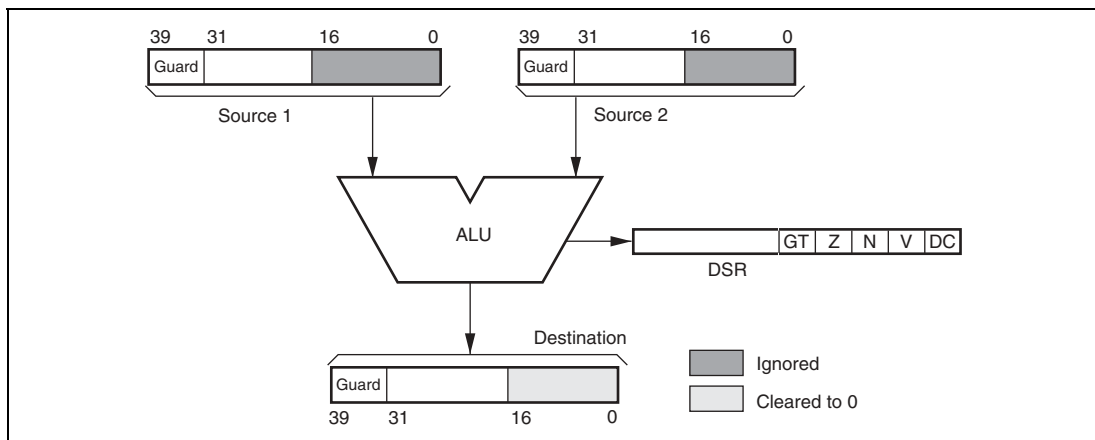 39 31 16 0 39 31 16 0
Guard Guard
Source 1 Source 2
ALU
GT Z N V DC
DSR
Destination
Guard
39 31 16 0
Ignored
Cleared to 0